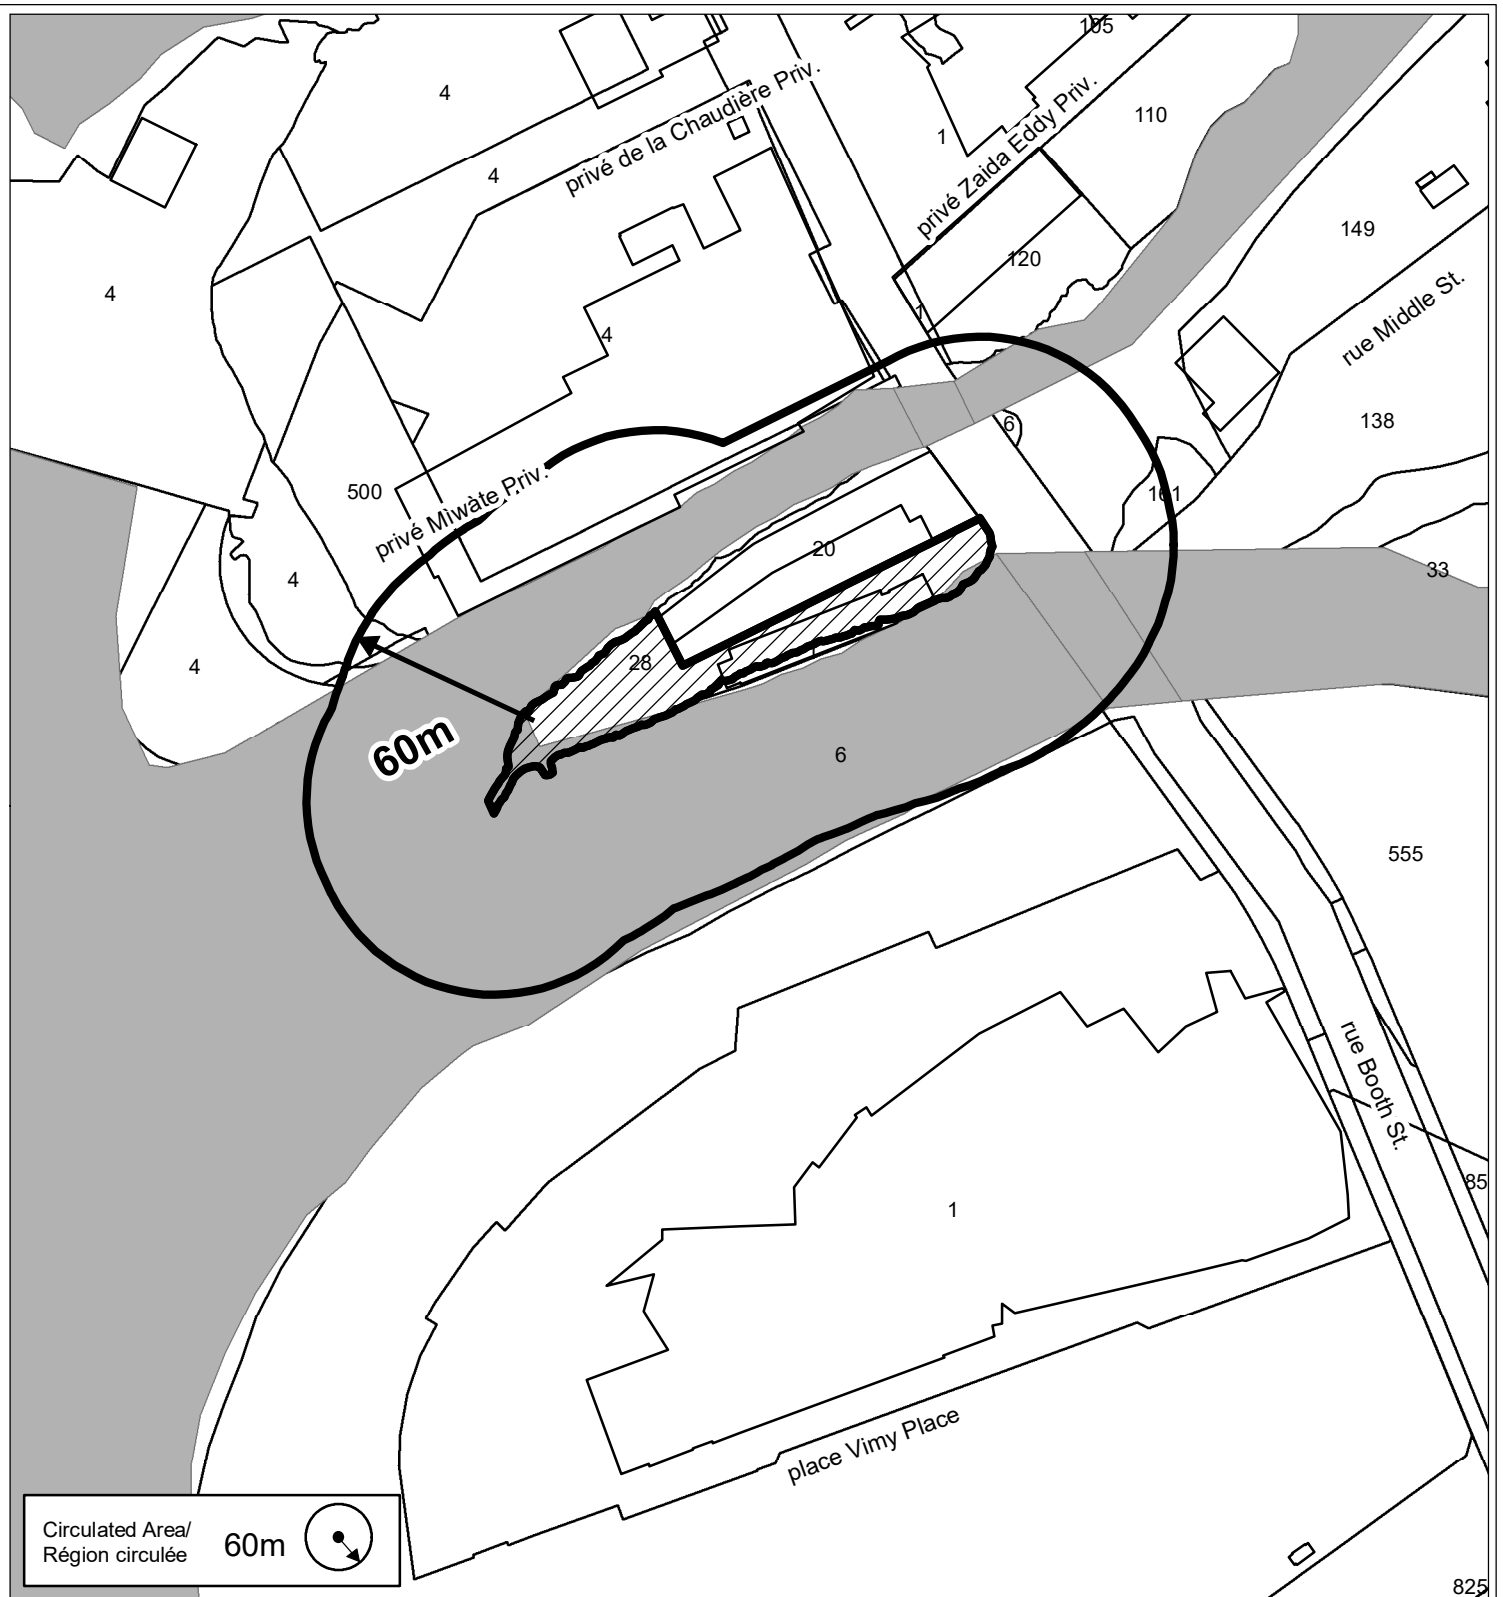 105
4
privé de la Chaudière Priv.
110
1
privé Zaida Eddy Priv.
4
149
120
4
1
rue Middle St.
4
138
6
500
privé Mìwàte Priv.
161
20
33
4
28
4
60m
6
555
rue Booth St.
85
1
place Vimy Place
Circulated Area/
Région circulée
60m
825